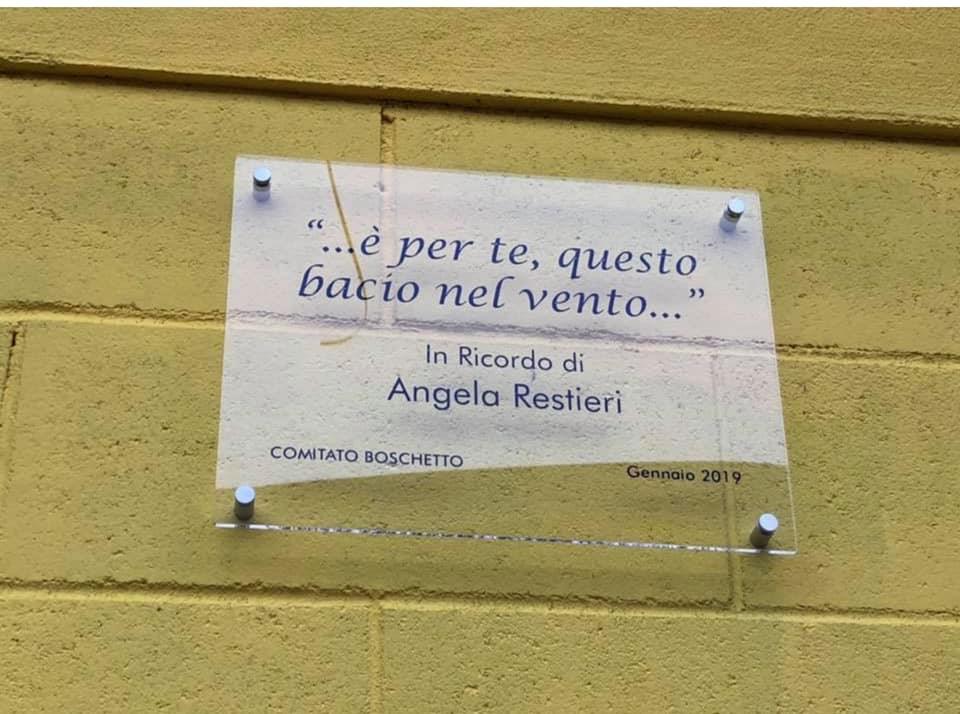 “...è per te, questo
bacio nel vento...”
In Ricordo di
Angela Restieri
COMITATO BOSCHETTO
Gennaio 2019